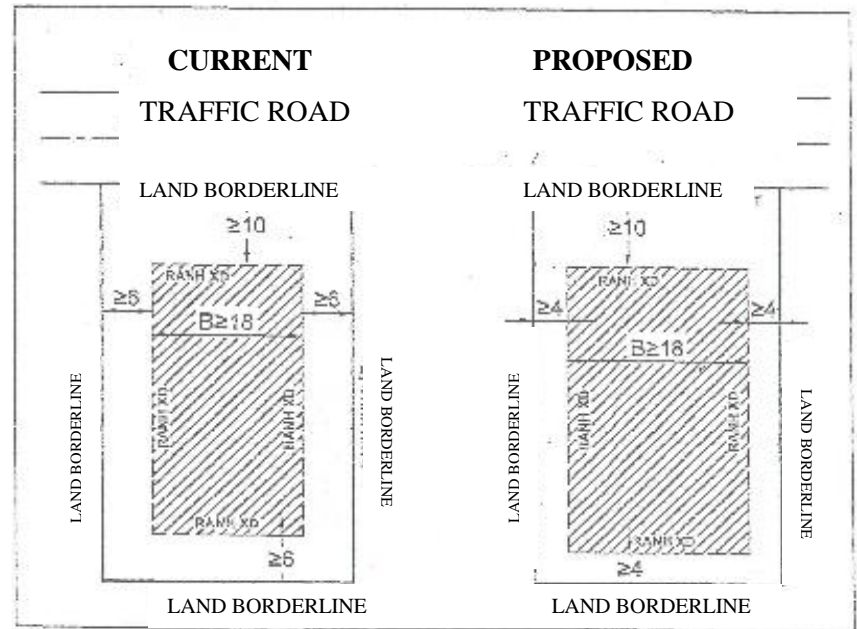 CURRENT
TRAFFIC ROAD
LAND BORDERLINE
≥10
RANH XD
≥6
≥6
B≥18
LAND BORDERLINE
RANH XD
RANH XD
LAND BORDERLINE
RANH XD
≥6
LAND BORDERLINE
PROPOSED
TRAFFIC ROAD
LAND BORDERLINE
≥10
RANH XD
≥4
≥4
B≥18
LAND BORDERLINE
RANH XD
RANH XD
LAND BORDERLINE
RANH XD
≥4
LAND BORDERLINE